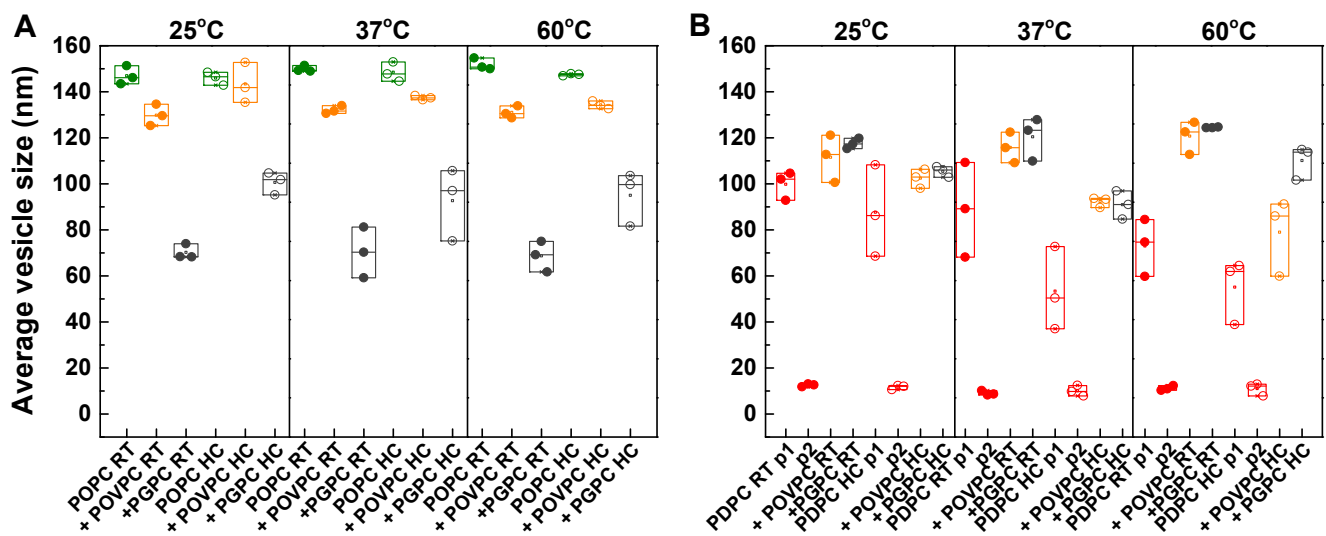 A
25°C
37°C
60°C
Average vesicle size (nm)
160
140
120
100
80
60
40
20
0
POPC RT
+ POVPC RT
+ PGPC RT
POPC HC
+ POVPC HC
+ PGPC HC
POPC RT
+ POVPC RT
+PGPC RT
POPC HC
+ POVPC HC
+ PGPC HC
POPC RT
+ POVPC RT
+PGPC RT
POPC HC
+ POVPC HC
+ PGPC HC
B
25°C
37°C
60°C
160
140
120
100
80
60
40
20
0
PDPC RT p1
p2
+ POVPC RT
+PGPC RT
PDPC HC p1
p2
+ POVPC HC
+PGPC HC
PDPC RT p1
p2
+ POVPC RT
+PGPC RT
PDPC HC p1
p2
+ POVPC HC
+PGPC HC
PDPC RT p1
p2
+ POVPC RT
+PGPC RT
PDPC HC p1
p2
+ POVPC HC
+ PGPC HC